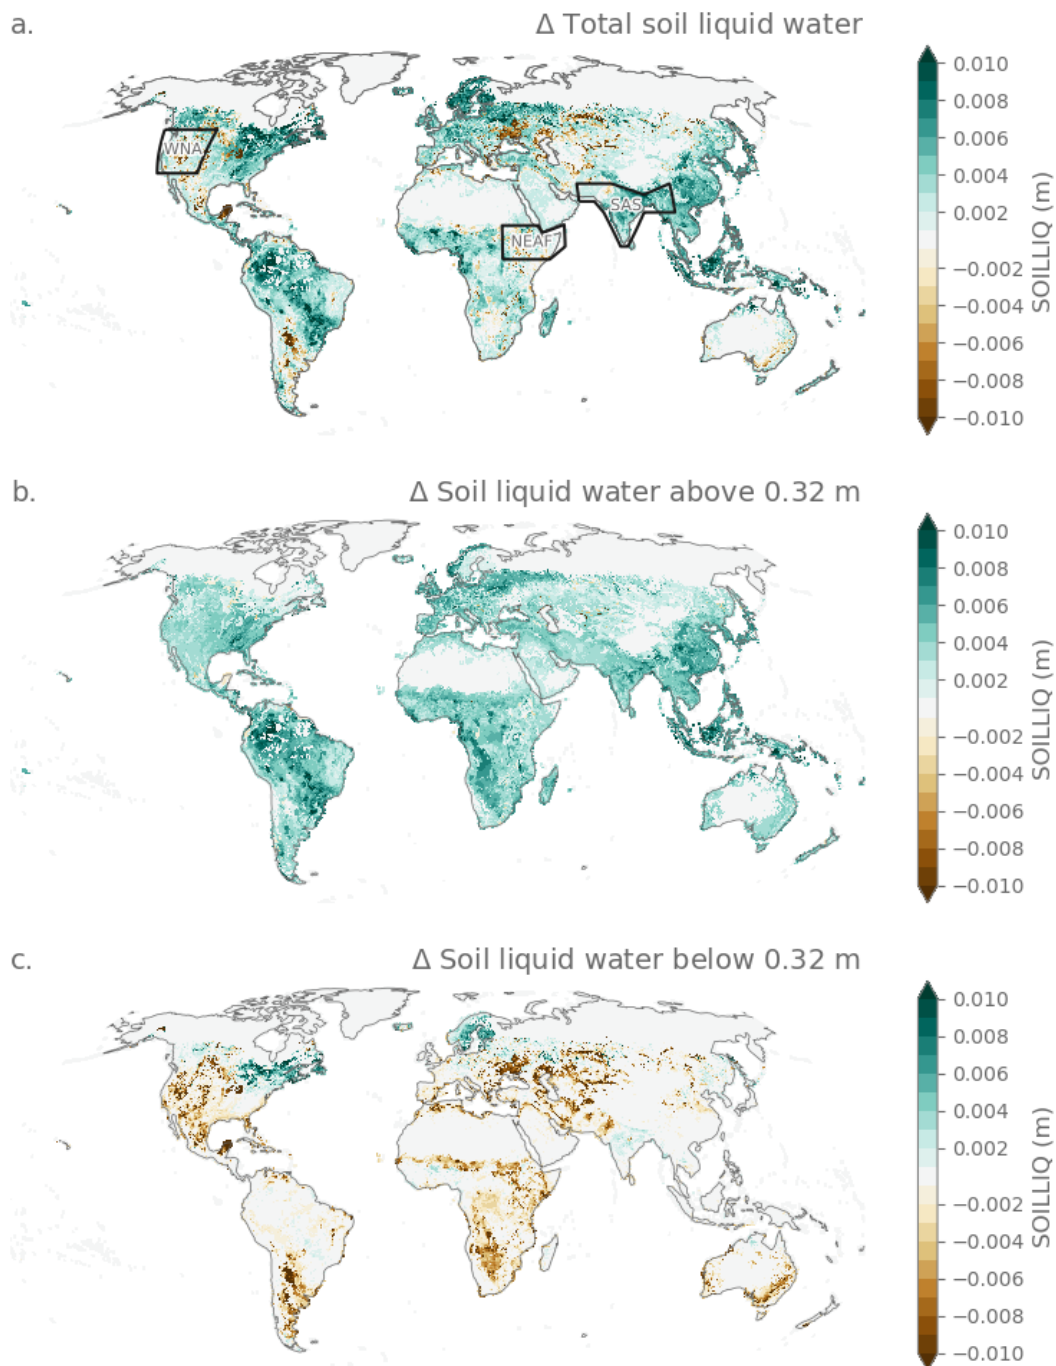 a.
Δ Total soil liquid water
WNA
SAS
NEAF
0.010
0.008
0.006
0.004
0.002
−0.002
−0.004
−0.006
−0.008
−0.010
SOILLIQ (m)
b.
Δ Soil liquid water above 0.32 m
0.010
0.008
0.006
0.004
0.002
−0.002
−0.004
−0.006
−0.008
−0.010
SOILLIQ (m)
c.
Δ Soil liquid water below 0.32 m
0.010
0.008
0.006
0.004
0.002
−0.002
−0.004
−0.006
−0.008
−0.010
SOILLIQ (m)